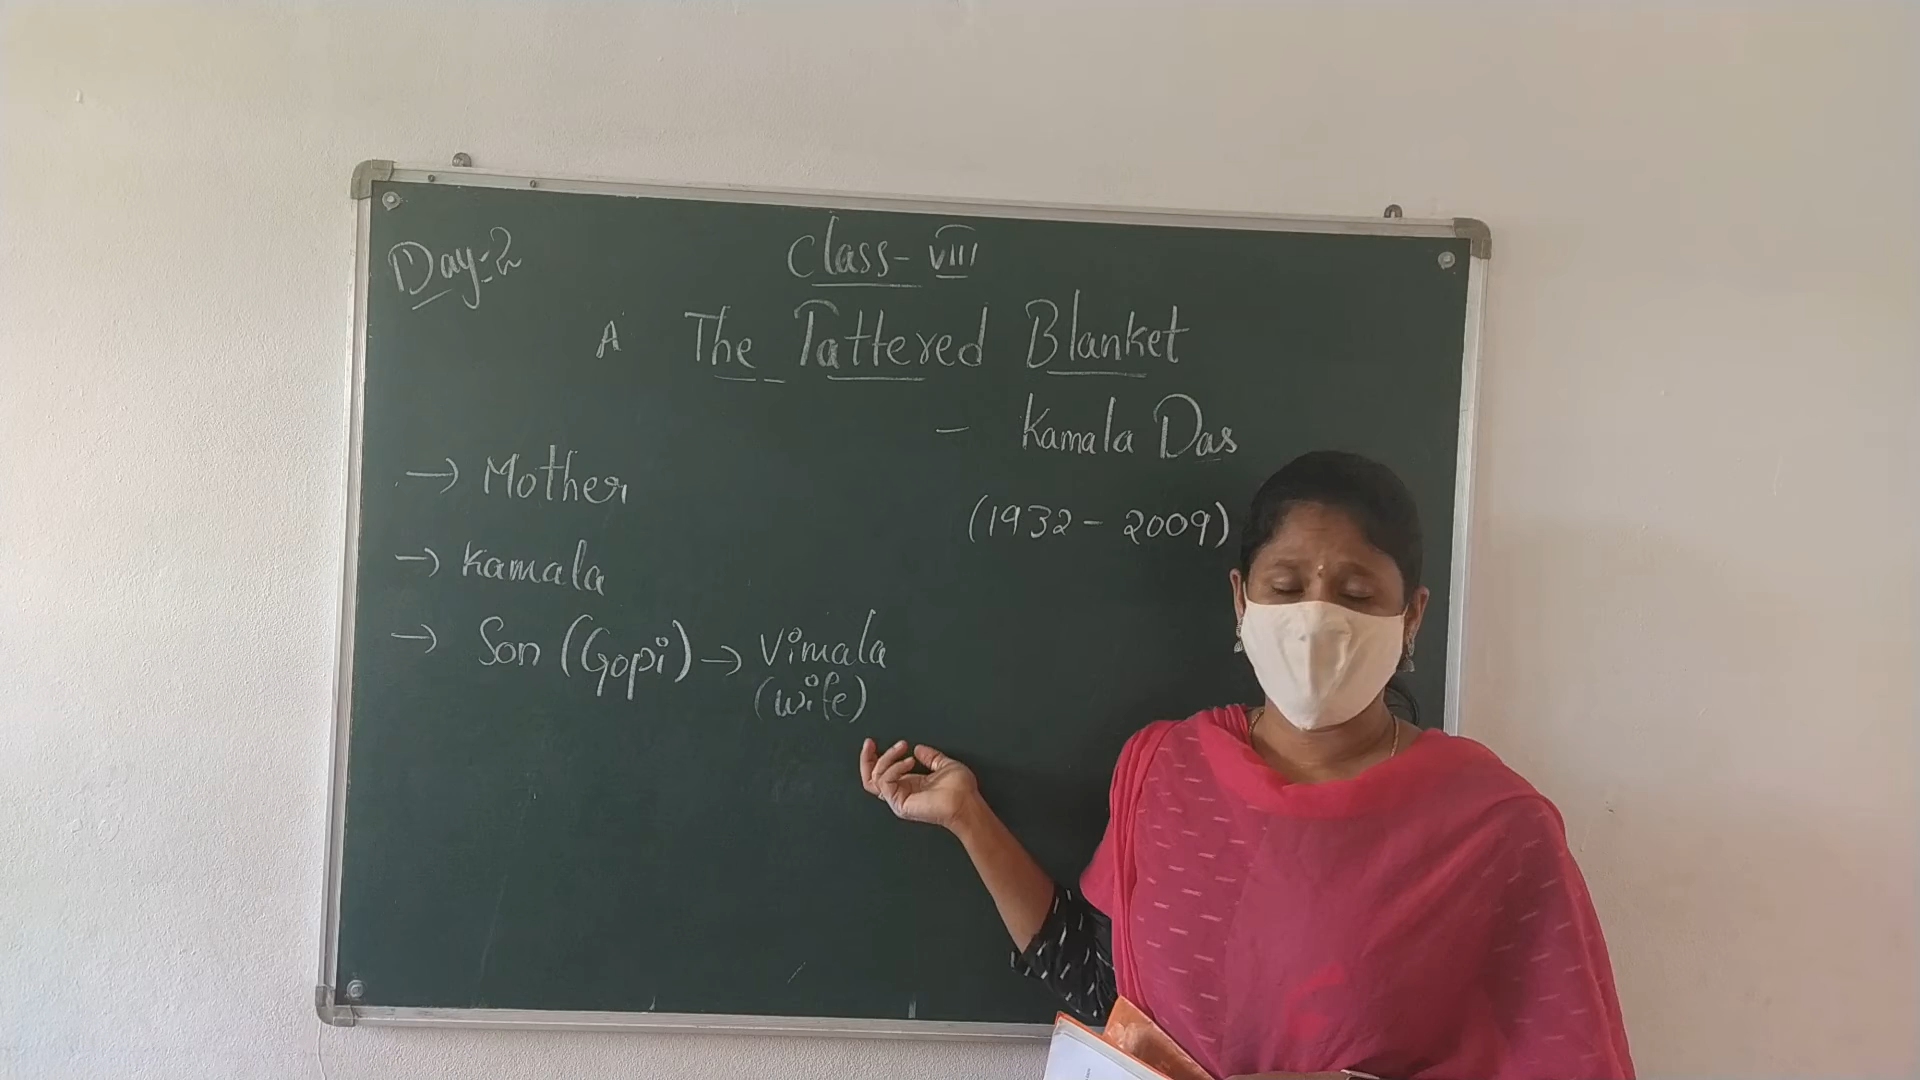 Day-2
Class-VIII
A The Tattered Blanket
- Kamala Das
(1932-2009)
→ Mother
→ Kamala
→ Son (Gopi) → Vimala
(wife)